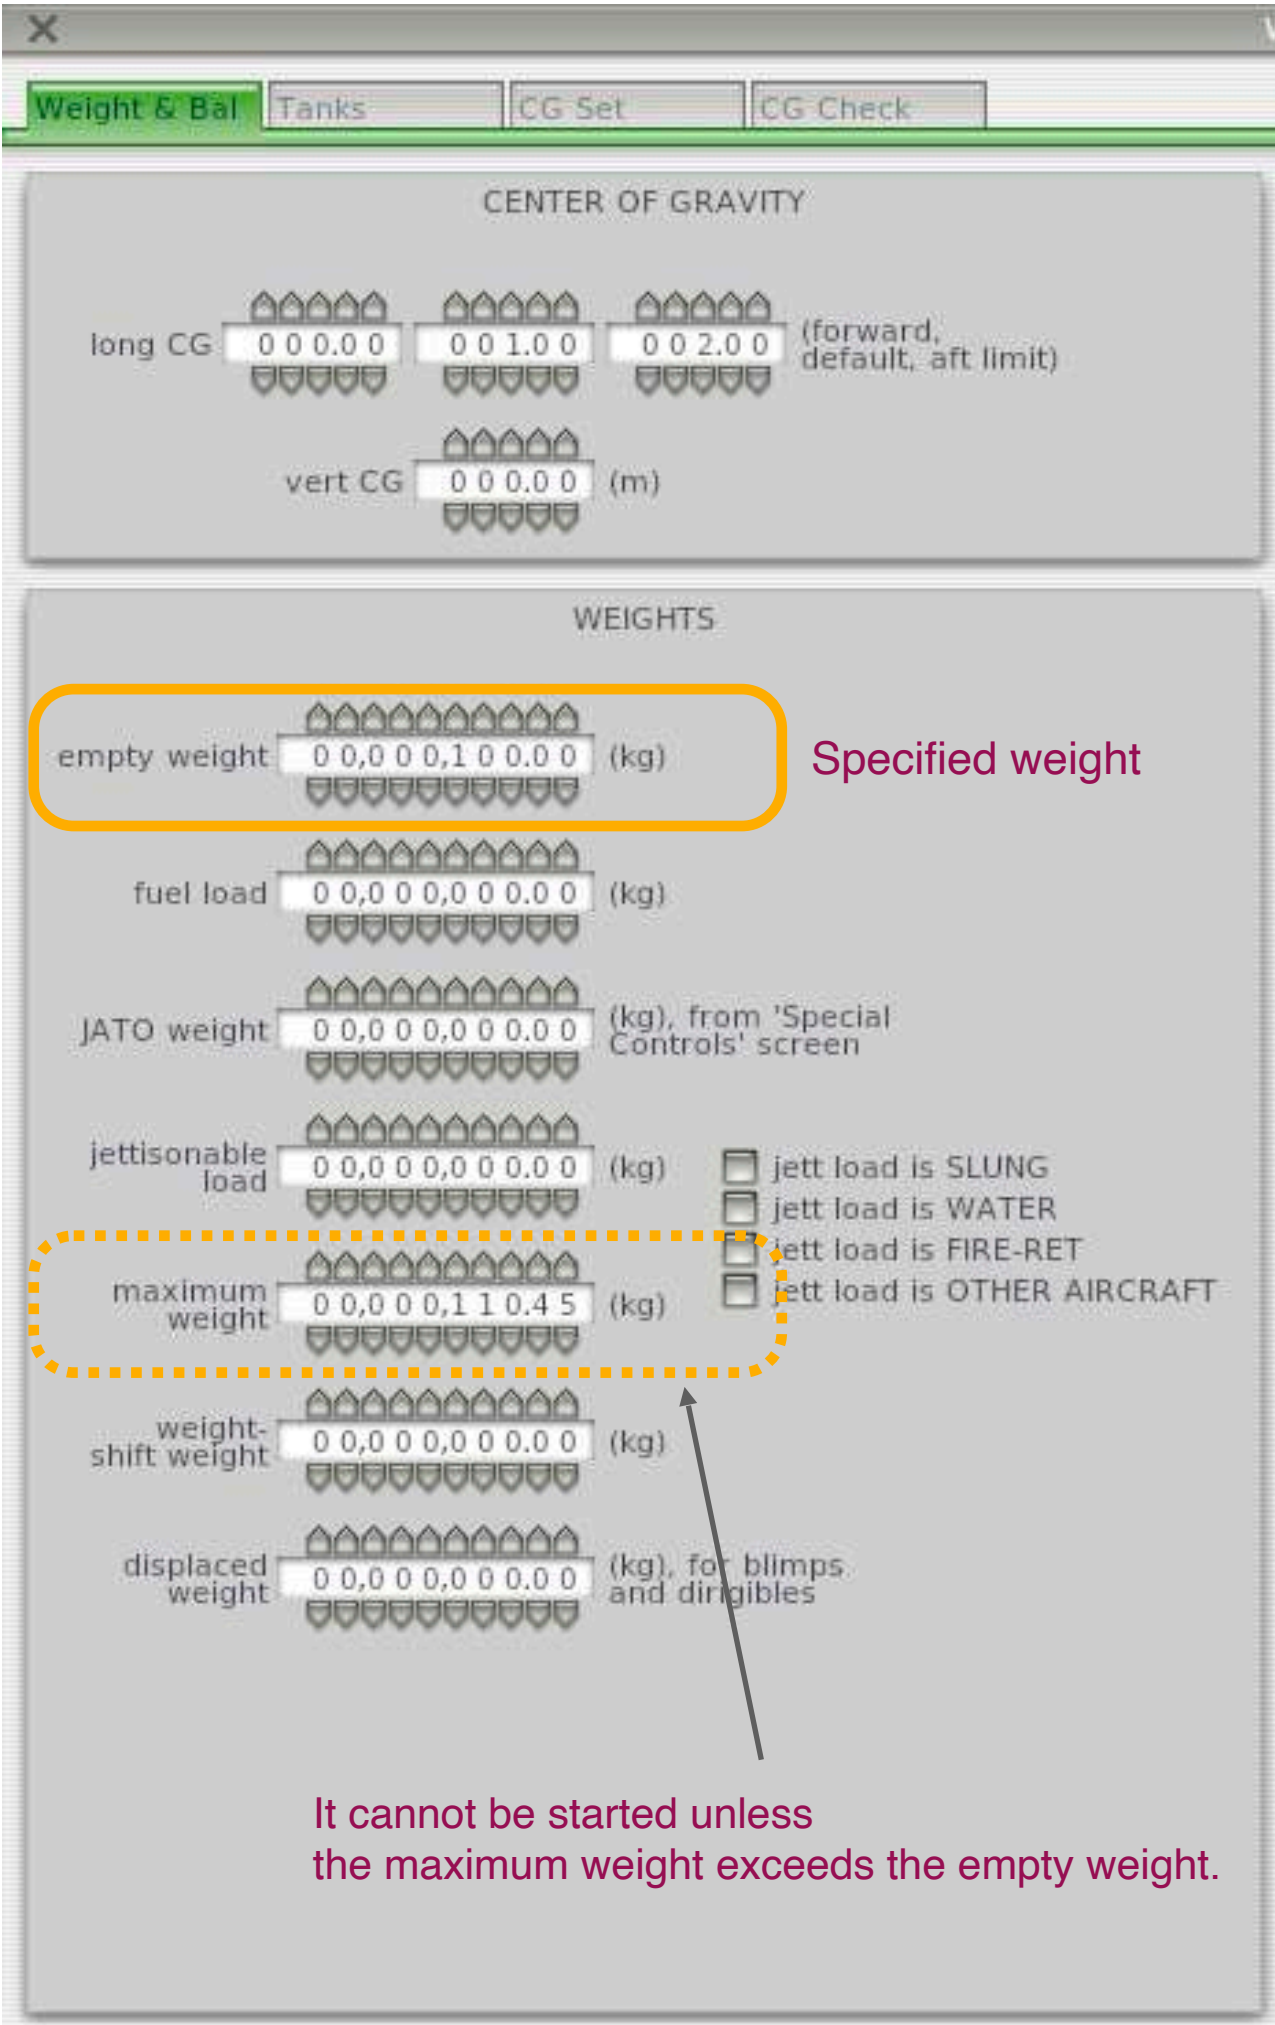 Weight & Bal Tanks CG Set CG Check
CENTER OF GRAVITY
long CG 0 0 0.0 0 0 0 1.0 0 0 0 2.0 0 (forward,
default, aft limit)
vert CG 0 0 0.0 0 (m)
WEIGHTS
empty weight 0 0,0 0 0,1 0 0.0 0 (kg) Specified weight
fuel load 0 0,0 0 0,0 0 0.0 0 (kg)
JATO weight 0 0,0 0 0,0 0 0.0 0 (kg), from 'Special
Controls' screen
jettisonable
load 0 0,0 0 0,0 0 0.0 0 (kg)
jett load is SLUNG
jett load is WATER
jett load is FIRE-RET
jett load is OTHER AIRCRAFT
maximum
weight 0 0,0 0 0,1 1 0.4 5 (kg)
weight-
shift weight 0 0,0 0 0,0 0 0.0 0 (kg)
displaced
weight 0 0,0 0 0,0 0 0.0 0 (kg), for blimps
and dirigibles
It cannot be started unless
the maximum weight exceeds the empty weight.